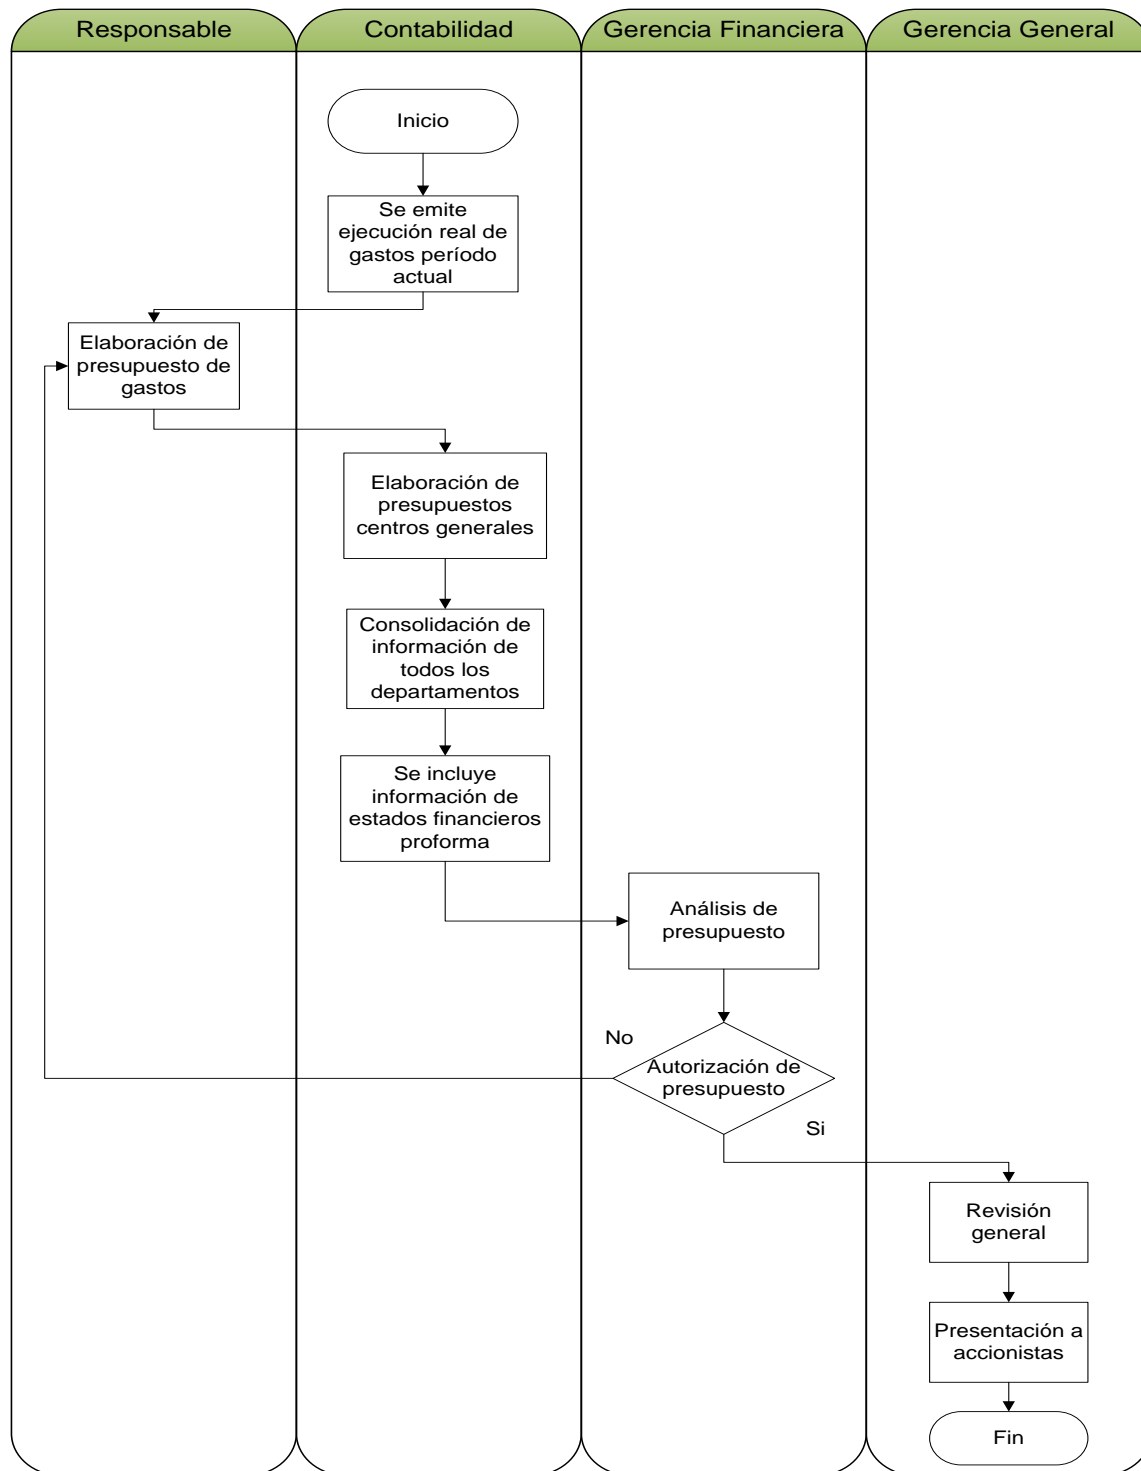 Responsable
Contabilidad
Gerencia Financiera
Gerencia General
Inicio
Se emite
ejecución real de
gastos período
actual
Elaboración de
presupuesto de
gastos
Elaboración de
presupuestos
centros generales
Consolidación de
información de
todos los
departamentos
Se incluye
información de
estados financieros
proforma
Análisis de
presupuesto
No
Autorización de
presupuesto
Si
Revisión
general
Presentación a
accionistas
Fin